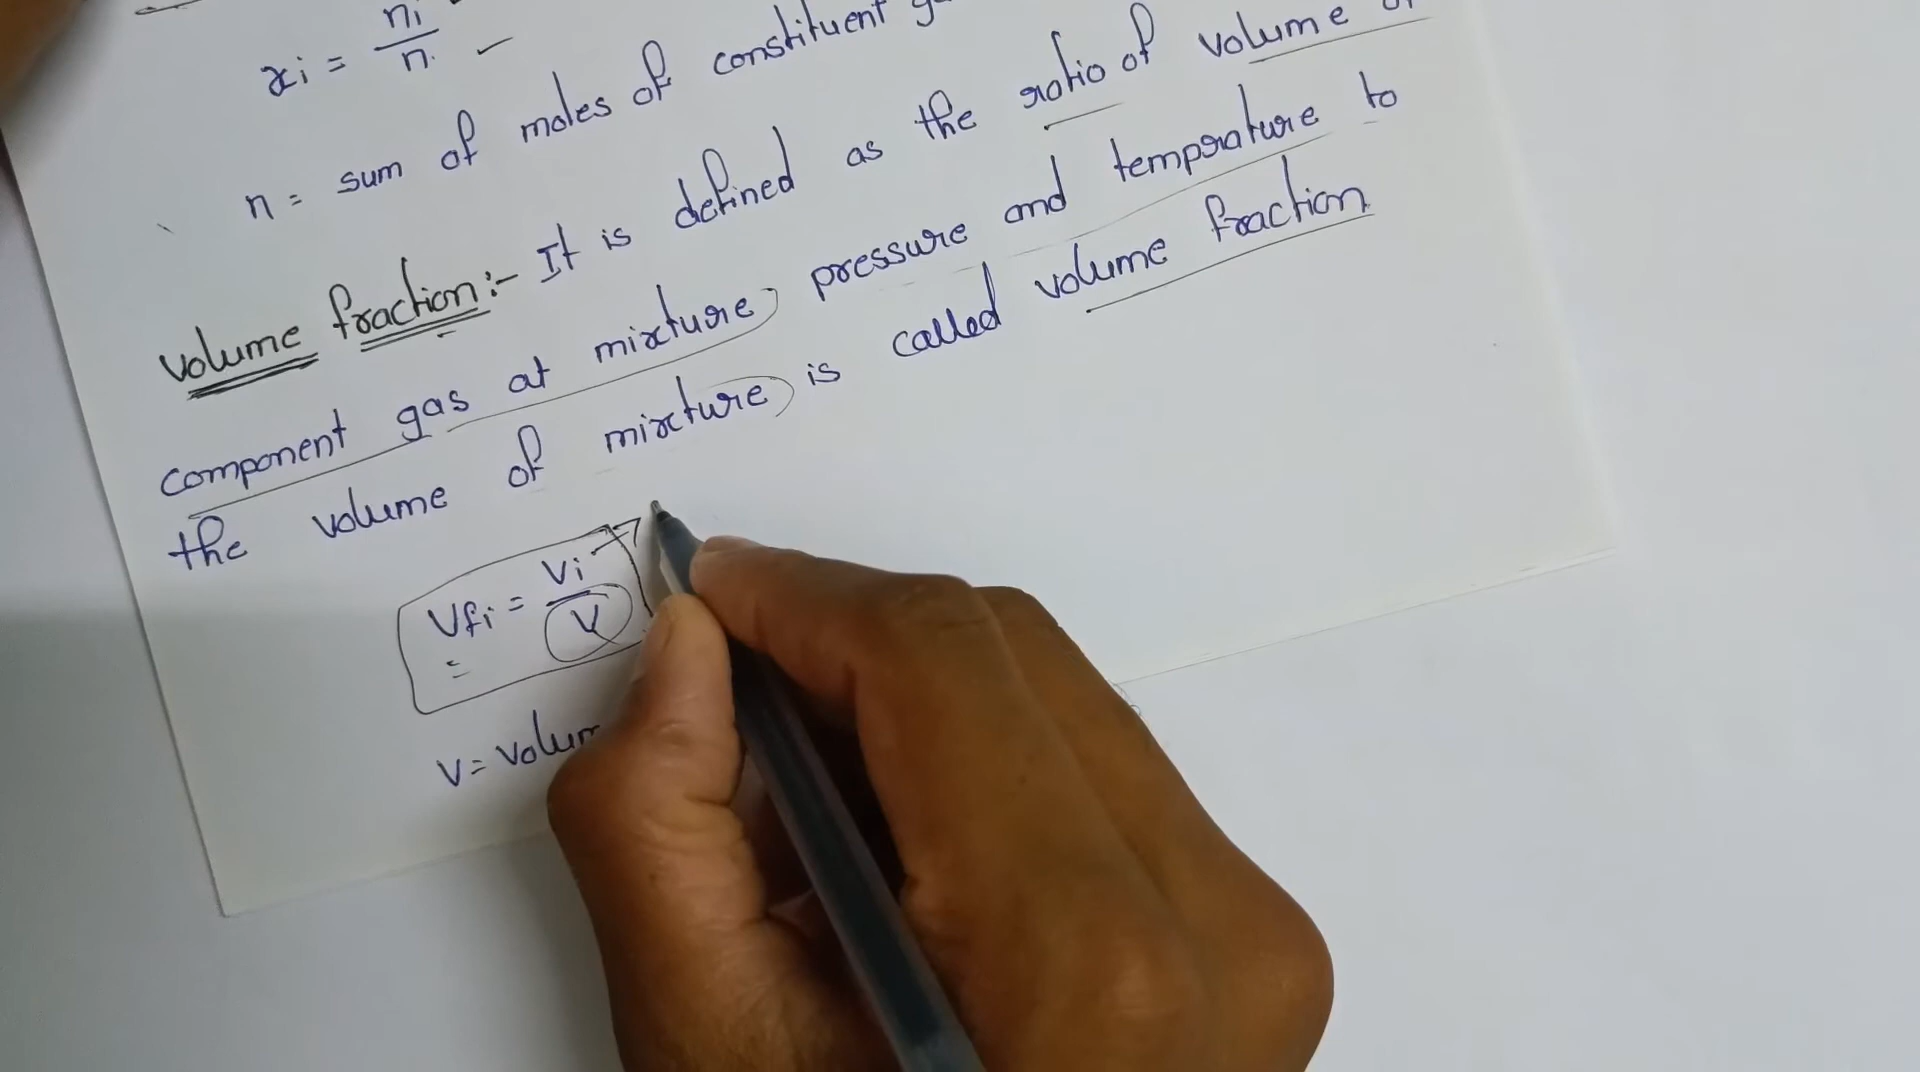 xi = ni/n
n = sum of moles of constituent
volume fraction:- It is defined as the ratio of volume of
component gas at mixture pressure and temprature to
the volume of mixture is called volume fraction
Vfi = Vi/V
V = volum